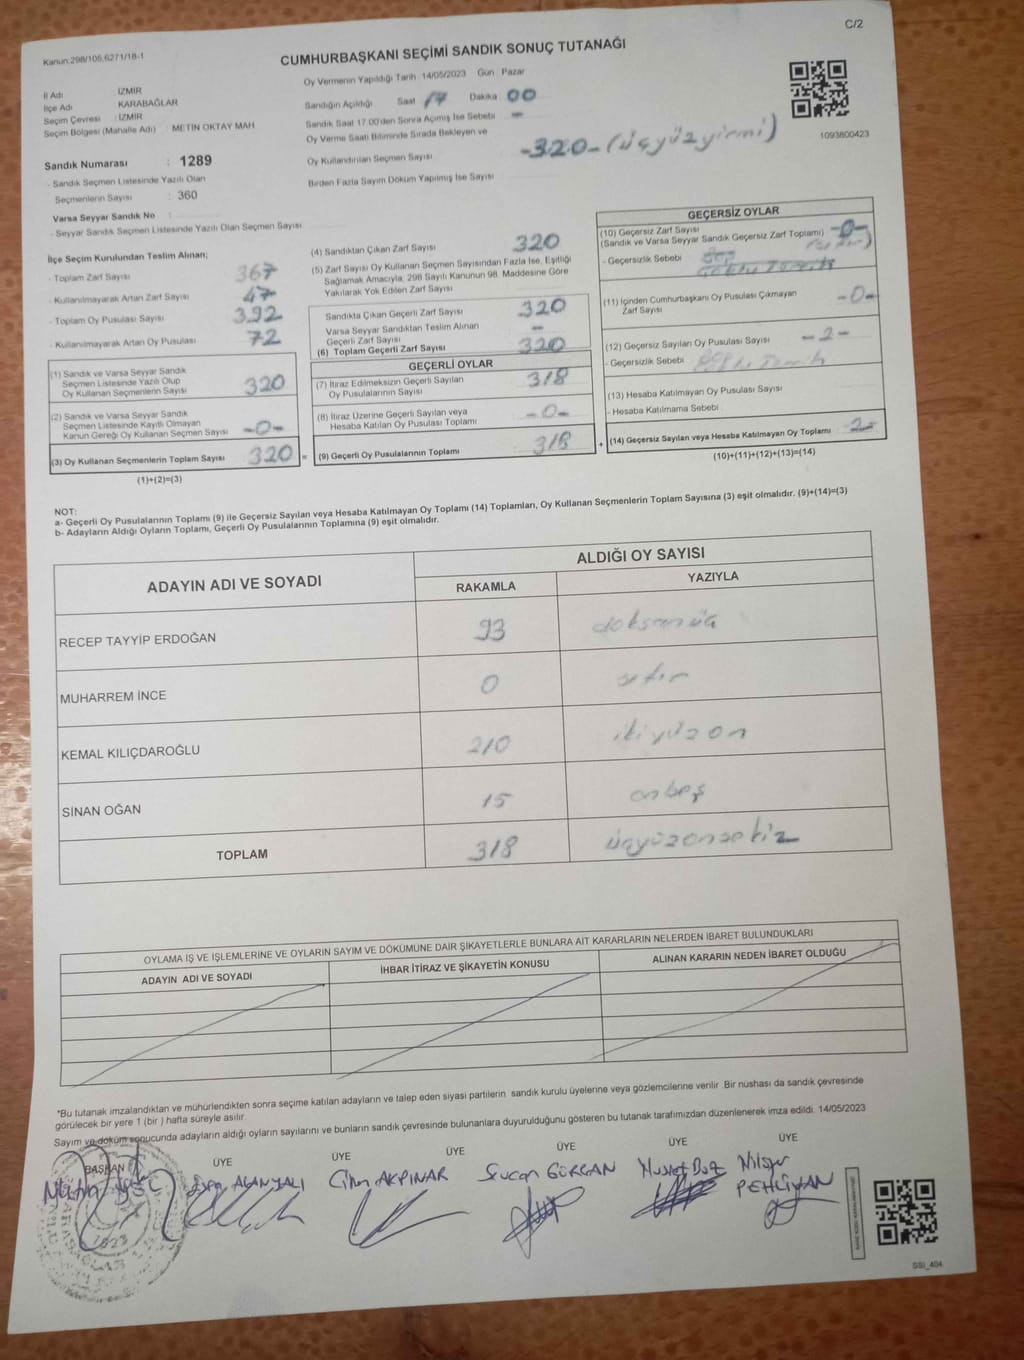 C/2
Kanun:298/105,6271/18-1
CUMHURBAŞKANI SEÇİMİ SANDIK SONUÇ TUTANAĞI
Oy Vermenin Yapıldığı Tarih 14/05/2023 Gün Pazar
İl Adı : İZMİR
İlçe Adı KARABAĞLAR
Seçim Çevresi : İZMİR
Seçim Bölgesi (Mahalle Adı) : METİN OKTAY MAH
Sandığın Açıldığı Saat 17 Dakika 00
Sandık Saat 17.00'den Sonra Açımış İse Sebebi -
Oy Verme Saati Bitiminde Sırada Bekleyen ve
Oy Kullandırılan Seçmen Sayısı -320-(üçyüzyirmi)
Birden Fazla Sayım Döküm Yapılmış İse Sayısı
1093800423
Sandık Numarası : 1289
- Sandık Seçmen Listesinde Yazılı Olan
Seçmenlerin Sayısı : 360
Varsa Seyyar Sandık No :
- Seyyar Sandık Seçmen Listesinde Yazılı Olan Seçmen Sayısı
İlçe Seçim Kurulundan Teslim Alınan;
- Toplam Zarf Sayısı 367
- Kullanılmayarak Artan Zarf Sayısı 47
- Toplam Oy Pusulası Sayısı 392
- Kullanılmayarak Artan Oy Pusulası 72
(1) Sandık ve Varsa Seyyar Sandık
Seçmen Listesinde Yazılı Olup
Oy Kullanan Seçmenlerin Sayısı 320
(2) Sandık ve Varsa Seyyar Sandık
Seçmen Listesinde Kayıtlı Olmayan
Kanun Gereği Oy Kullanan Seçmen Sayısı -0-
(3) Oy Kullanan Seçmenlerin Toplam Sayısı 320 =
(1)+(2)=(3)
(4) Sandıktan Çıkan Zarf Sayısı 320
(5) Zarf Sayısı Oy Kullanan Seçmen Sayısından Fazla İse, Eşitliği
Sağlamak Amacıyla; 298 Sayılı Kanunun 98. Maddesine Göre
Yakılarak Yok Edilen Zarf Sayısı
Sandıkta Çıkan Geçerli Zarf Sayısı 320
Varsa Seyyar Sandıktan Teslim Alınan
Geçerli Zarf Sayısı -
(6) Toplam Geçerli Zarf Sayısı 320
GEÇERLİ OYLAR
(7) İtiraz Edilmeksizin Geçerli Sayılan
Oy Pusulalarının Sayısı 318
(8) İtiraz Üzerine Geçerli Sayılan veya
Hesaba Katılan Oy Pusulası Toplamı -0-
(9) Geçerli Oy Pusulalarının Toplamı 318 +
GEÇERSİZ OYLAR
(10) Geçersiz Zarf Sayısı
(Sandık ve Varsa Seyyar Sandık Geçersiz Zarf Toplamı) -0-
- Geçersizlik Sebebi
(11) İçinden Cumhurbaşkanı Oy Pusulası Çıkmayan
Zarf Sayısı -0-
(12) Geçersiz Sayılan Oy Pusulası Sayısı -2-
- Geçersizlik Sebebi
(13) Hesaba Katılmayan Oy Pusulası Sayısı
- Hesaba Katılmama Sebebi
(14) Geçersiz Sayılan veya Hesaba Katılmayan Oy Toplamı -2-
(10)+(11)+(12)+(13)=(14)
NOT:
a- Geçerli Oy Pusulalarının Toplamı (9) ile Geçersiz Sayılan veya Hesaba Katılmayan Oy Toplamı (14) Toplamları, Oy Kullanan Seçmenlerin Toplam Sayısına (3) eşit olmalıdır. (9)+(14)=(3)
b- Adayların Aldığı Oyların Toplamı, Geçerli Oy Pusulalarının Toplamına (9) eşit olmalıdır.
ADAYIN ADI VE SOYADI
ALDIĞI OY SAYISI
RAKAMLA YAZIYLA
RECEP TAYYİP ERDOĞAN 93 doksanüç
MUHARREM İNCE 0 sıfır
KEMAL KILIÇDAROĞLU 210 ikiyüzon
SİNAN OĞAN 15 onbeş
TOPLAM 318 üçyüzonsekiz
OYLAMA İŞ VE İŞLEMLERİNE VE OYLARIN SAYIM VE DÖKÜMÜNE DAİR ŞİKAYETLERLE BUNLARA AİT KARARLARIN NELERDEN İBARET BULUNDUKLARI
ADAYIN ADI VE SOYADI İHBAR İTİRAZ VE ŞİKAYETİN KONUSU ALINAN KARARIN NEDEN İBARET OLDUĞU
*Bu tutanak imzalandıktan ve mühürlendikten sonra seçime katılan adayların ve talep eden siyasi partilerin sandık kurulu üyelerine veya gözlemcilerine verilir. Bir nüshası da sandık çevresinde
görülecek bir yere 1 (bir) hafta süreyle asılır.
Sayım ve döküm sonucunda adayların aldığı oyların sayılarını ve bunların sandık çevresinde bulunanlara duyurulduğunu gösteren bu tutanak tarafımızdan düzenlenerek imza edildi. 14/05/2023
BAŞKAN ÜYE ÜYE ÜYE ÜYE ÜYE
AKPINAR GÜRCAN PEHLİVAN
2023
SSİ_404